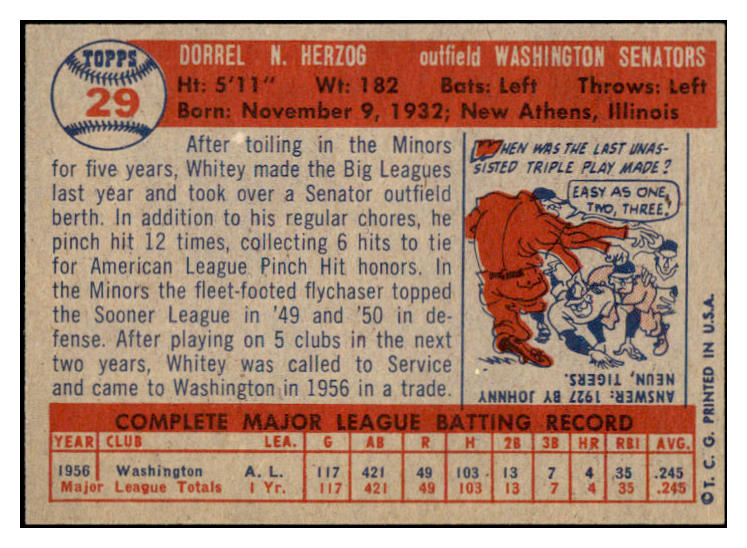 TOPPS
29
DORREL N. HERZOG outfield WASHINGTON SENATORS
Ht: 5'11" Wt: 182 Bats: Left Throws: Left
Born: November 9, 1932; New Athens, Illinois
After toiling in the Minors
for five years, Whitey made the Big Leagues
last year and took over a Senator outfield
berth. In addition to his regular chores, he
pinch hit 12 times, collecting 6 hits to tie
for American League Pinch Hit honors. In
the Minors the fleet-footed flychaser topped
the Sooner League in '49 and '50 in de-
fense. After playing on 5 clubs in the next
two years, Whitey was called to Service
and came to Washington in 1956 in a trade.
WHEN WAS THE LAST UNAS-
SISTED TRIPLE PLAY MADE?
EASY AS ONE,
TWO, THREE!
ANSWER: 1927 BY JOHNNY
NEUN, TIGERS.
COMPLETE MAJOR LEAGUE BATTING RECORD
YEAR CLUB LEA. G AB R H 2B 3B HR RBI AVG.
1956 Washington A. L. 117 421 49 103 13 7 4 35 .245
Major League Totals 1 Yr. 117 421 49 103 13 7 4 35 .245
© T. C. G. PRINTED IN U.S.A.